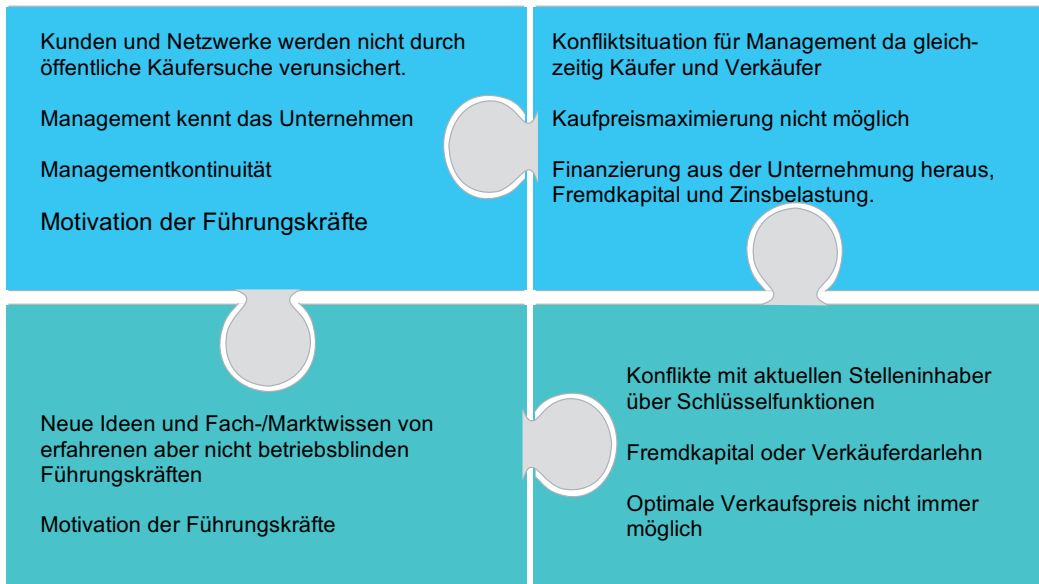 Kunden und Netzwerke werden nicht durch
öffentliche Käufersuche verunsichert.
Management kennt das Unternehmen
Managementkontinuität
Motivation der Führungskräfte
Konfliktsituation für Management da gleich-
zeitig Käufer und Verkäufer
Kaufpreismaximierung nicht möglich
Finanzierung aus der Unternehmung heraus,
Fremdkapital und Zinsbelastung.
Neue Ideen und Fach-/Marktwissen von
erfahrenen aber nicht betriebsblinden
Führungskräften
Motivation der Führungskräfte
Konflikte mit aktuellen Stelleninhaber
über Schlüsselfunktionen
Fremdkapital oder Verkäuferdarlehn
Optimale Verkaufspreis nicht immer
möglich